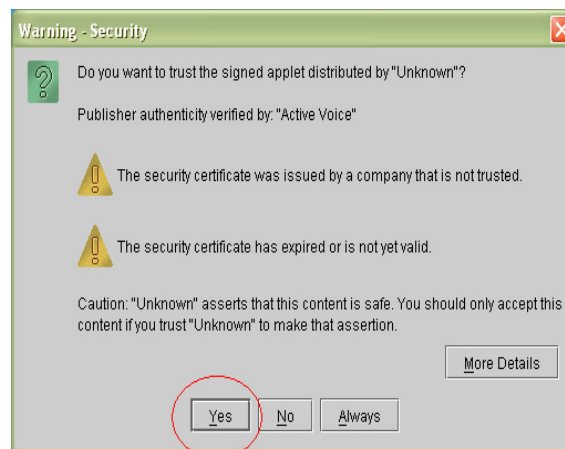 Warning - Security
Do you want to trust the signed applet distributed by "Unknown"?
Publisher authenticity verified by: "Active Voice"
The security certificate was issued by a company that is not trusted.
The security certificate has expired or is not yet valid.
Caution: "Unknown" asserts that this content is safe. You should only accept this
content if you trust "Unknown" to make that assertion.
More Details
Yes No Always